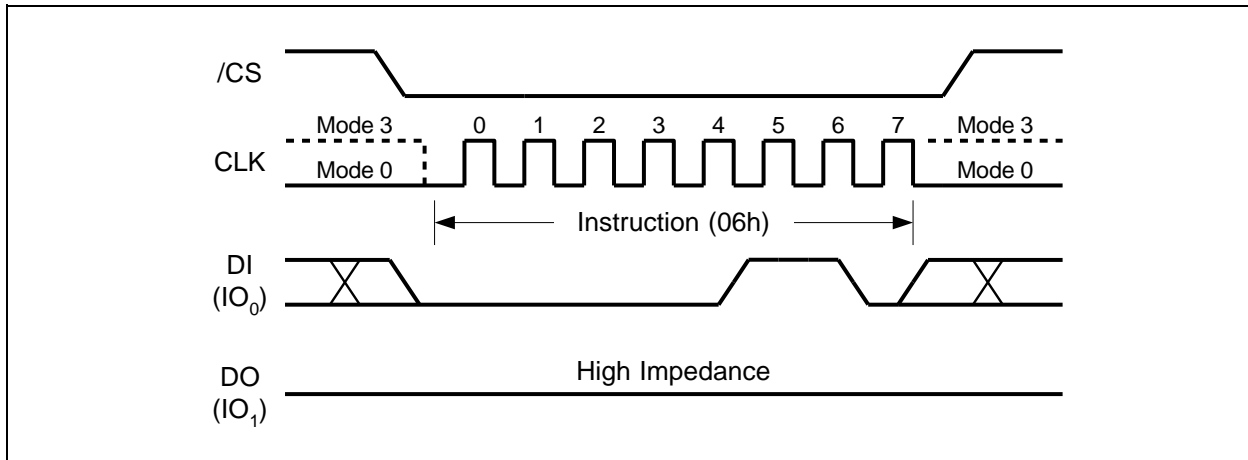 /CS
Mode 3 0 1 2 3 4 5 6 7 Mode 3
CLK
Mode 0 Mode 0
Instruction (06h)
DI
(IO₀)
High Impedance
DO
(IO₁)